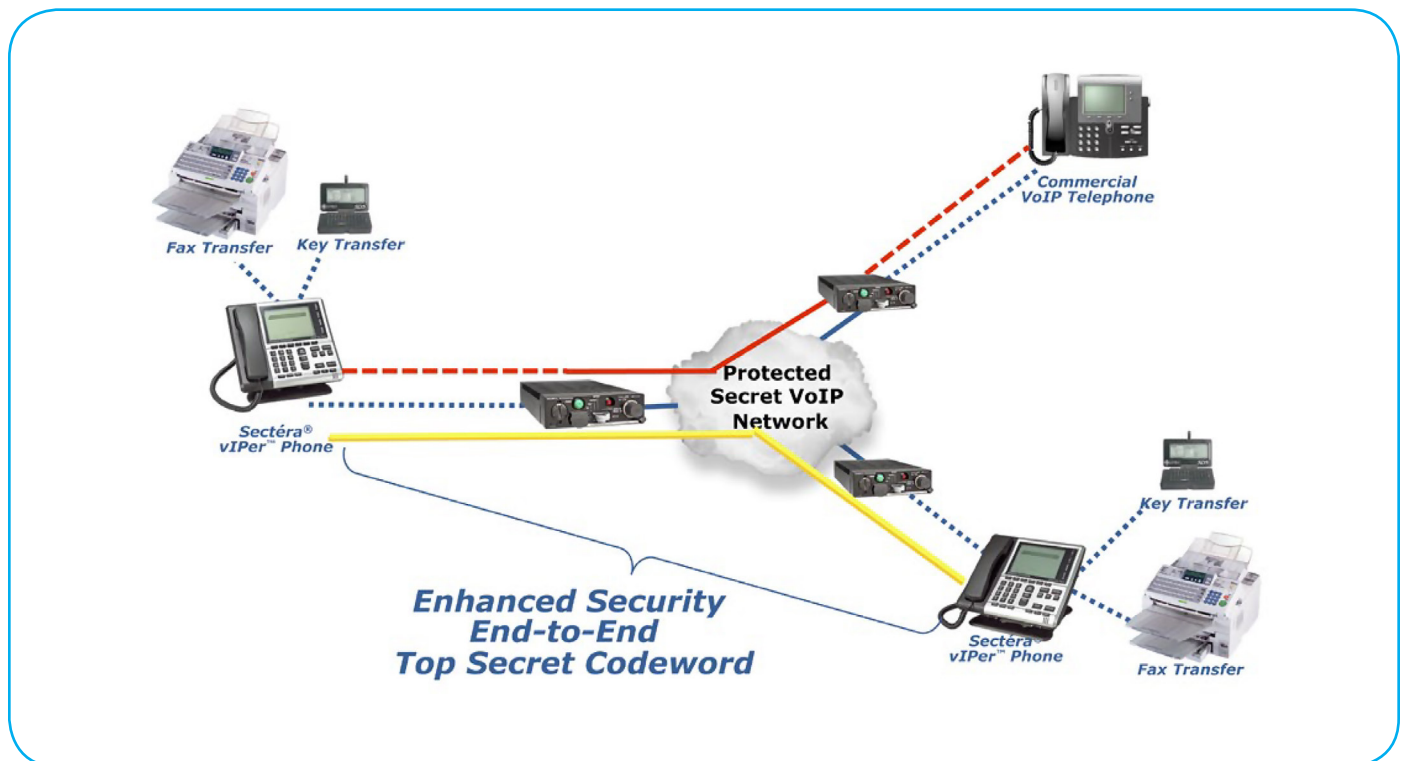 Commercial
VoIP Telephone
Fax Transfer
Key Transfer
Protected
Secret VoIP
Network
Sectéra®
vIPer™ Phone
Key Transfer
Enhanced Security
End-to-End
Top Secret Codeword
Sectéra
vIPer™ Phone
Fax Transfer